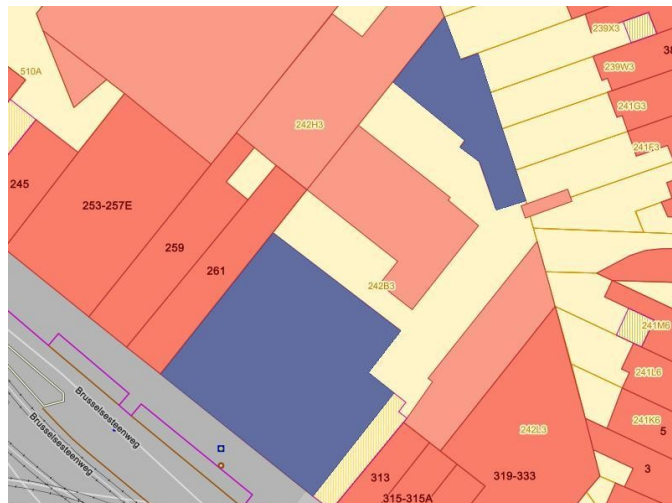 239X3
38
239W3
510A
241G3
242H3
241F3
245
253-257E
259
261
242B3
241M6
241L6
Brusselsesteenweg
241K6
Brusselsesteenweg
242L3
5
313
319-333
3
315-315A